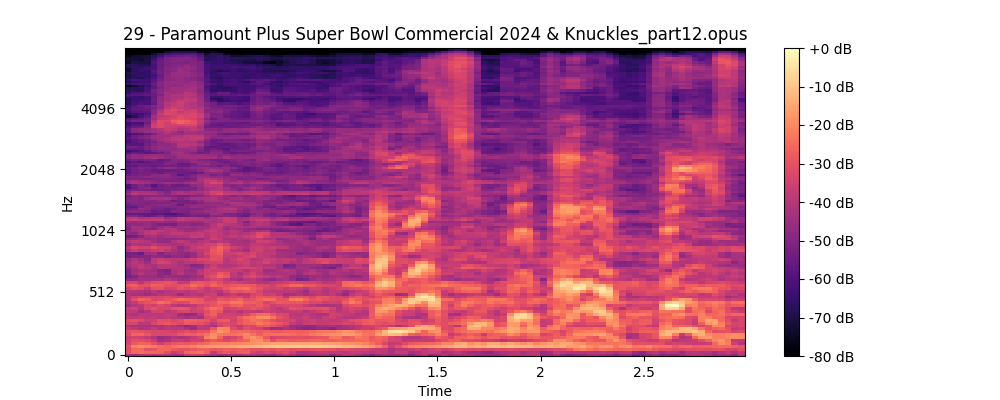 29 - Paramount Plus Super Bowl Commercial 2024 & Knuckles_part12.opus
Hz
4096
2048
1024
512
0
0
0.5
1
1.5
2
2.5
Time
+0 dB
-10 dB
-20 dB
-30 dB
-40 dB
-50 dB
-60 dB
-70 dB
-80 dB